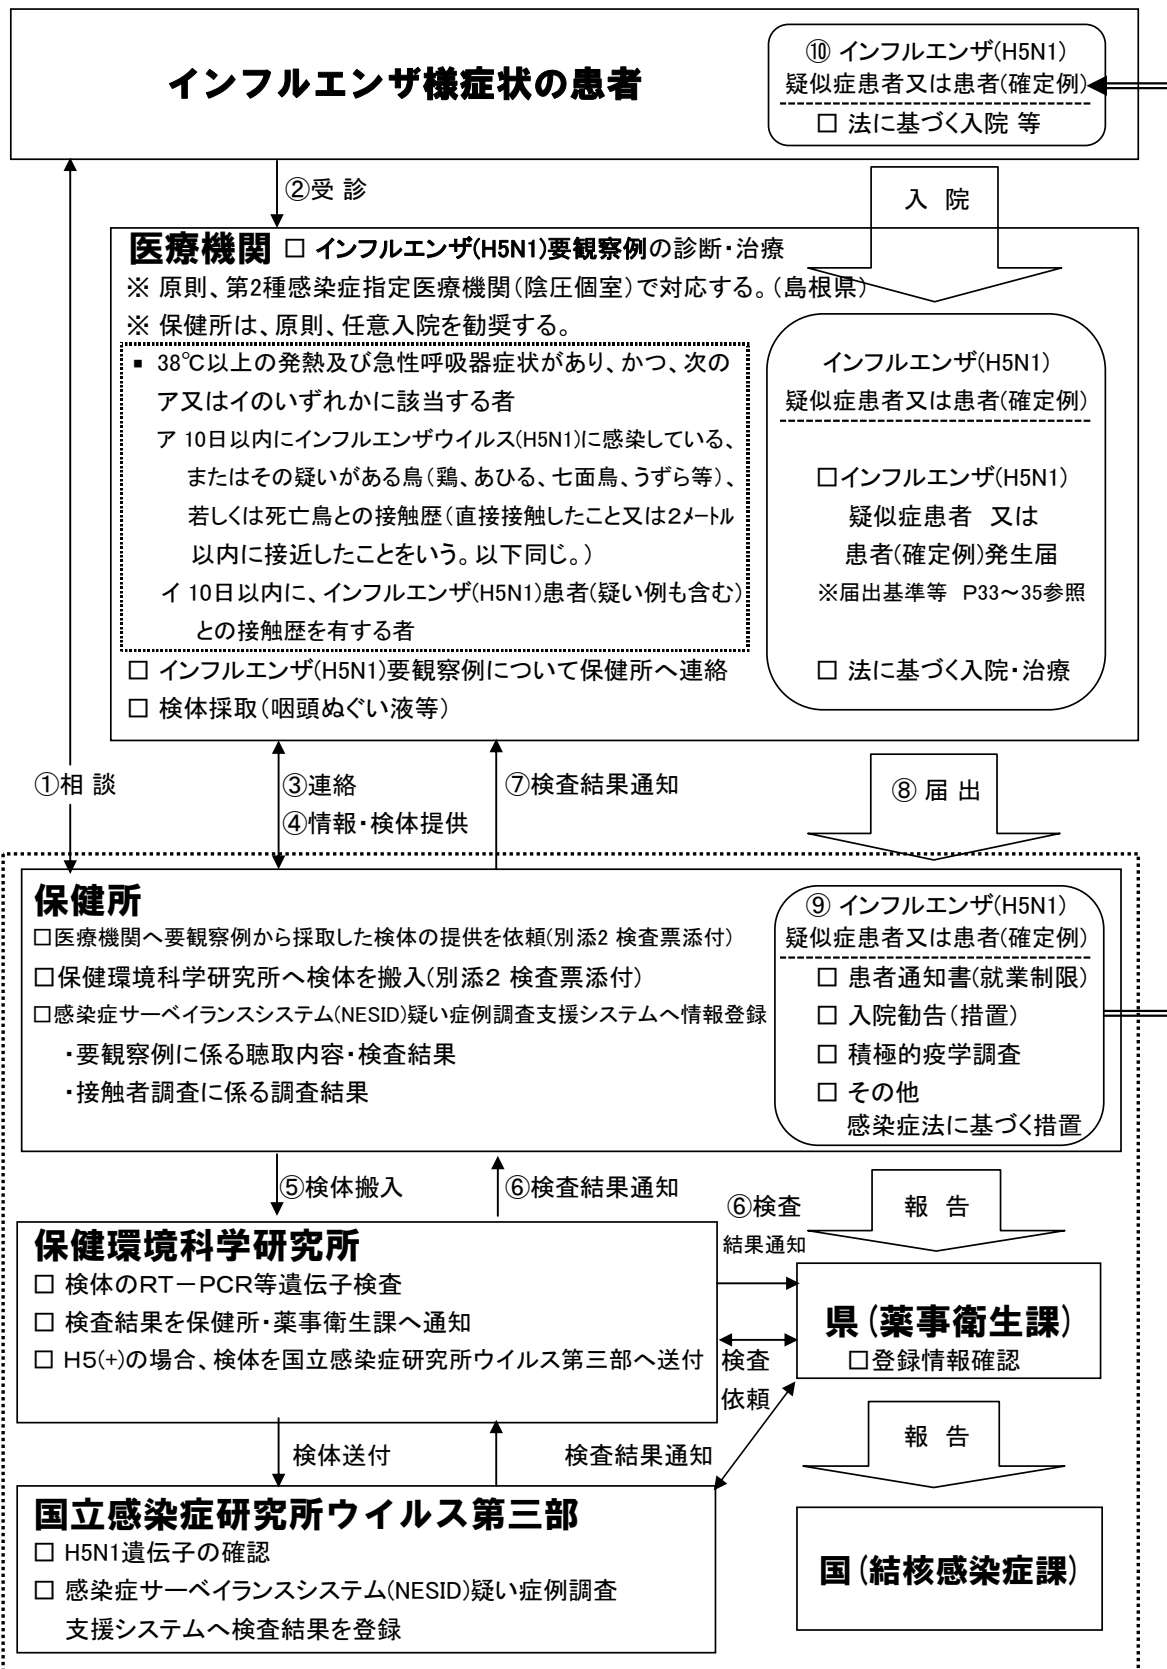 インフルエンザ様症状の患者
⑩ インフルエンザ(H5N1)
疑似症患者又は患者(確定例)
□ 法に基づく入院 等
②受 診
入 院
医療機関 □ インフルエンザ(H5N1)要観察例の診断・治療
※ 原則、第2種感染症指定医療機関(陰圧個室)で対応する。(島根県)
※ 保健所は、原則、任意入院を勧奨する。
▪ 38℃以上の発熱及び急性呼吸器症状があり、かつ、次の
ア又はイのいずれかに該当する者
ア 10日以内にインフルエンザウイルス(H5N1)に感染している、
またはその疑いがある鳥(鶏、あひる、七面鳥、うずら等)、
若しくは死亡鳥との接触歴(直接接触したこと又は2メートル
以内に接近したことをいう。以下同じ。)
イ 10日以内に、インフルエンザ(H5N1)患者(疑い例も含む)
との接触歴を有する者
□ インフルエンザ(H5N1)要観察例について保健所へ連絡
□ 検体採取(咽頭ぬぐい液等)
インフルエンザ(H5N1)
疑似症患者又は患者(確定例)
□インフルエンザ(H5N1)
疑似症患者 又は
患者(確定例)発生届
※届出基準等 P33~35参照
□ 法に基づく入院・治療
①相 談
③連絡
④情報・検体提供
⑦検査結果通知
⑧ 届 出
保健所
□医療機関へ要観察例から採取した検体の提供を依頼(別添2 検査票添付)
□保健環境科学研究所へ検体を搬入(別添2 検査票添付)
□感染症サーベイランスシステム(NESID)疑い症例調査支援システムへ情報登録
・要観察例に係る聴取内容・検査結果
・接触者調査に係る調査結果
⑨ インフルエンザ(H5N1)
疑似症患者又は患者(確定例)
□ 患者通知書(就業制限)
□ 入院勧告(措置)
□ 積極的疫学調査
□ その他
感染症法に基づく措置
⑤検体搬入
⑥検査結果通知
⑥検査
結果通知
報 告
保健環境科学研究所
□ 検体のRT-PCR等遺伝子検査
□ 検査結果を保健所・薬事衛生課へ通知
□ H5(+)の場合、検体を国立感染症研究所ウイルス第三部へ送付
県(薬事衛生課)
□登録情報確認
検査
依頼
検体送付
検査結果通知
報 告
国立感染症研究所ウイルス第三部
□ H5N1遺伝子の確認
□ 感染症サーベイランスシステム(NESID)疑い症例調査
支援システムへ検査結果を登録
国(結核感染症課)